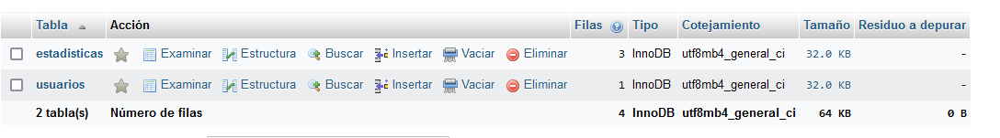 Tabla Acción Filas Tipo Cotejamiento Tamaño Residuo a depurar
estadisticas Examinar Estructura Buscar Insertar Vaciar Eliminar 3 InnoDB utf8mb4_general_ci 32.0 KB -
usuarios Examinar Estructura Buscar Insertar Vaciar Eliminar 1 InnoDB utf8mb4_general_ci 32.0 KB -
2 tabla(s) Número de filas 4 InnoDB utf8mb4_general_ci 64 KB 0 B